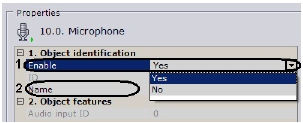 Properties
10.0. Microphone
1. Object identification
1 Enable Yes
ID Yes
2 Name No
2. Object features
Audio input ID 0